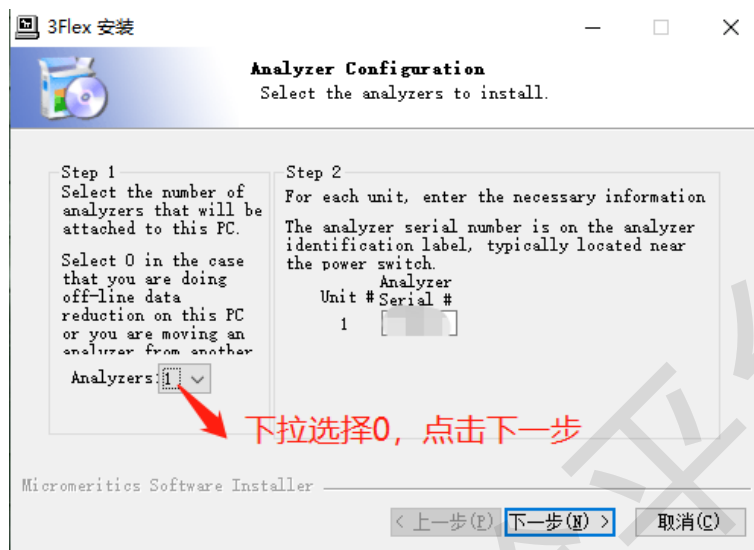 3Flex 安装
Analyzer Configuration
Select the analyzers to install.
Step 1
Select the number of
analyzers that will be
attached to this PC.
Select 0 in the case
that you are doing
off-line data
reduction on this PC
or you are moving an
analyzer from another
Analyzers: 1
Step 2
For each unit, enter the necessary information
The analyzer serial number is on the analyzer
identification label, typically located near
the power switch.
Analyzer
Unit # Serial #
1
下拉选择0，点击下一步
Micromeritics Software Installer
< 上一步(P) 下一步(N) > 取消(C)